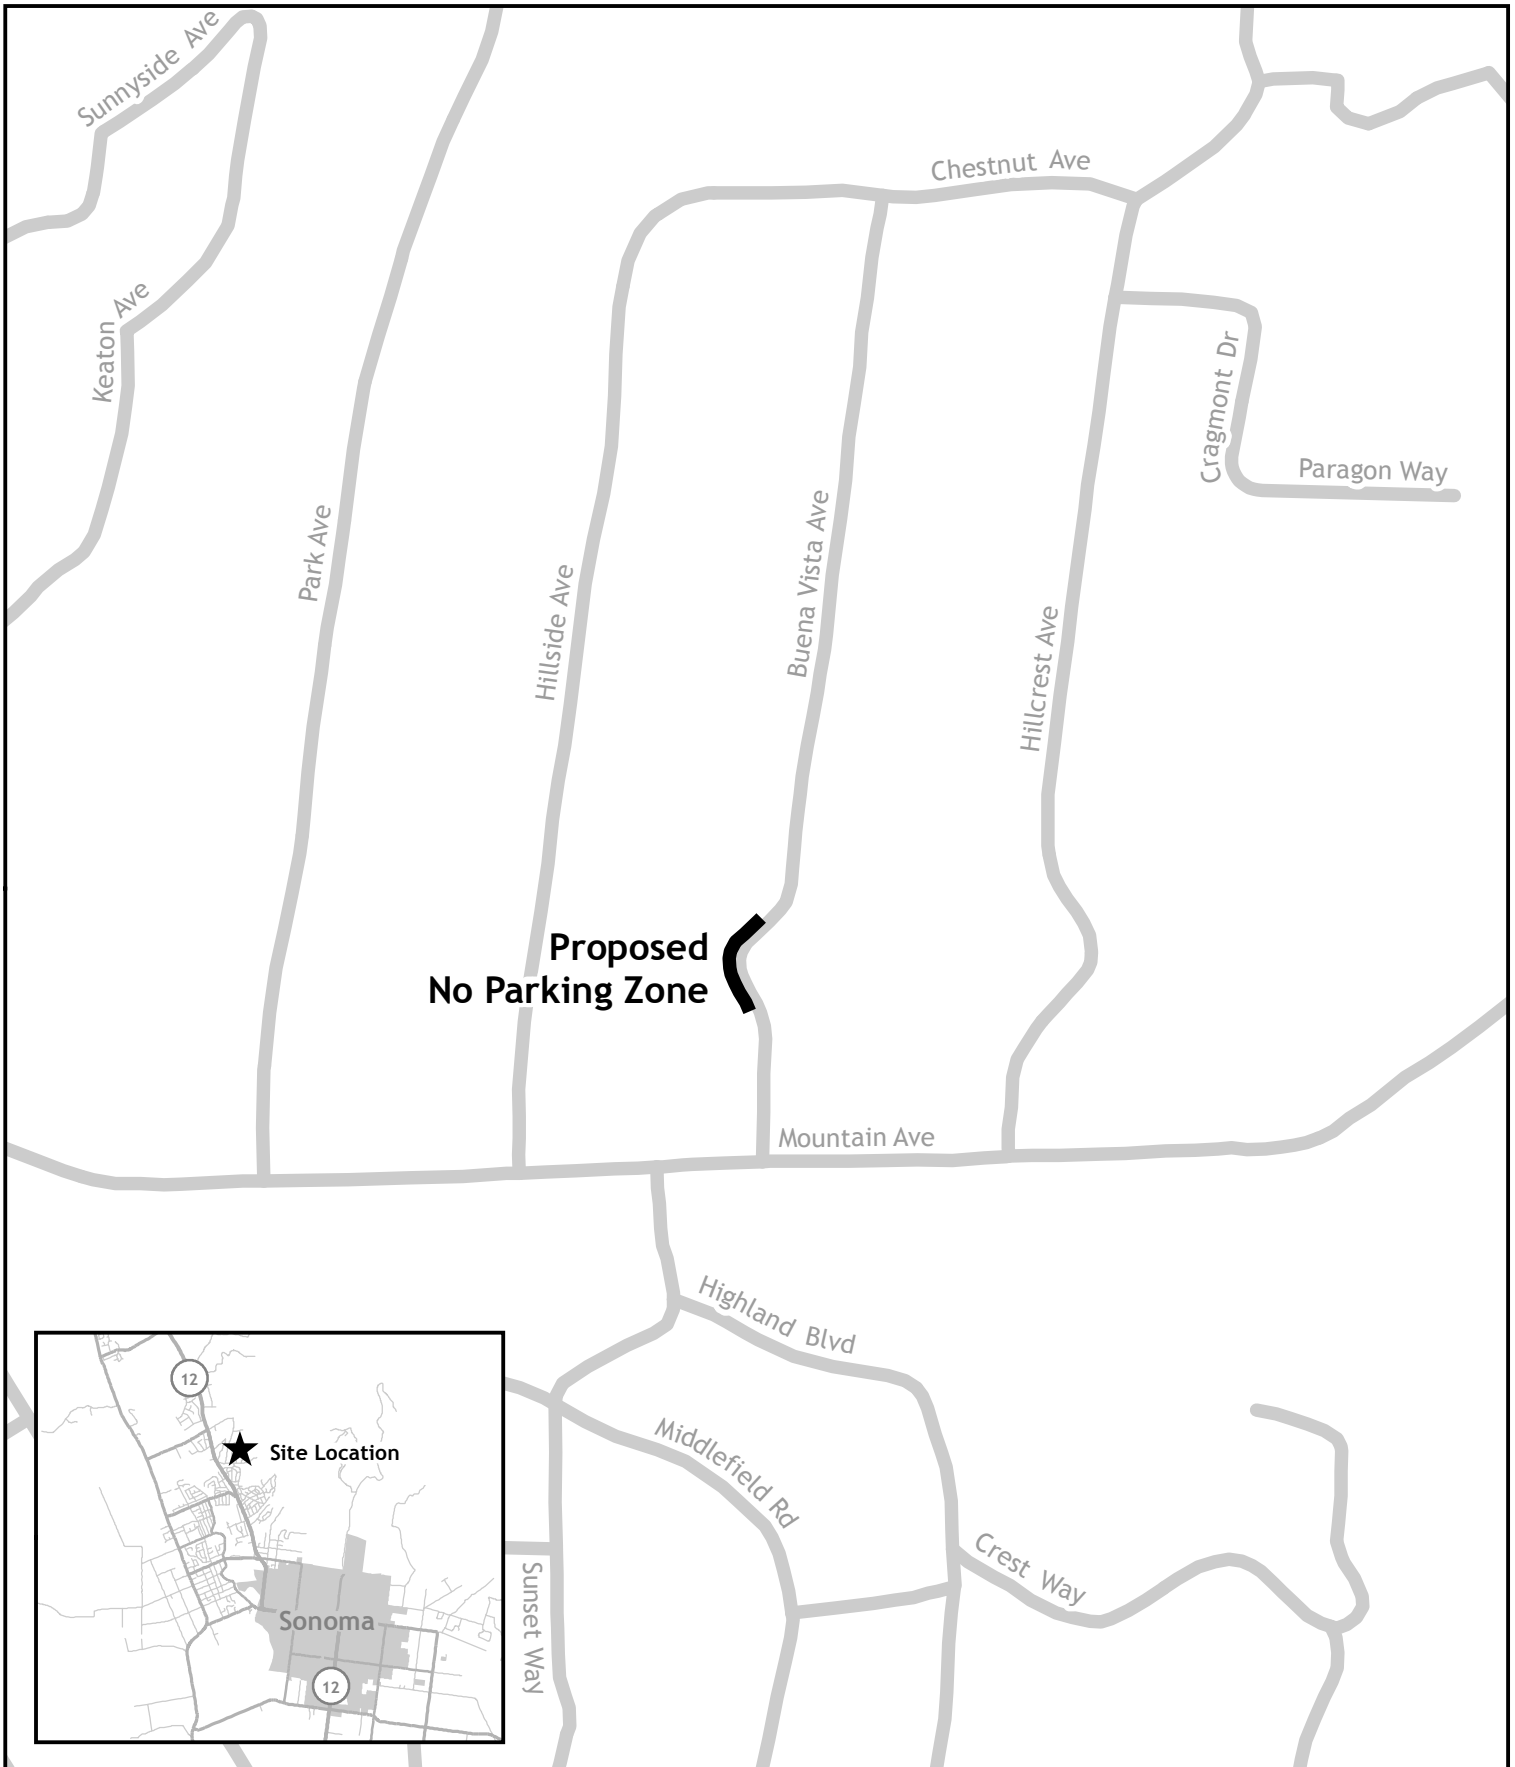 Sunnyside Ave
Chestnut Ave
Keaton Ave
Cragmont Dr
Paragon Way
Park Ave
Buena Vista Ave
Hillside Ave
Hillcrest Ave
Proposed
No Parking Zone
Mountain Ave
Highland Blvd
12
Site Location
Middlefield Rd
Crest Way
Sunset Way
Sonoma
12